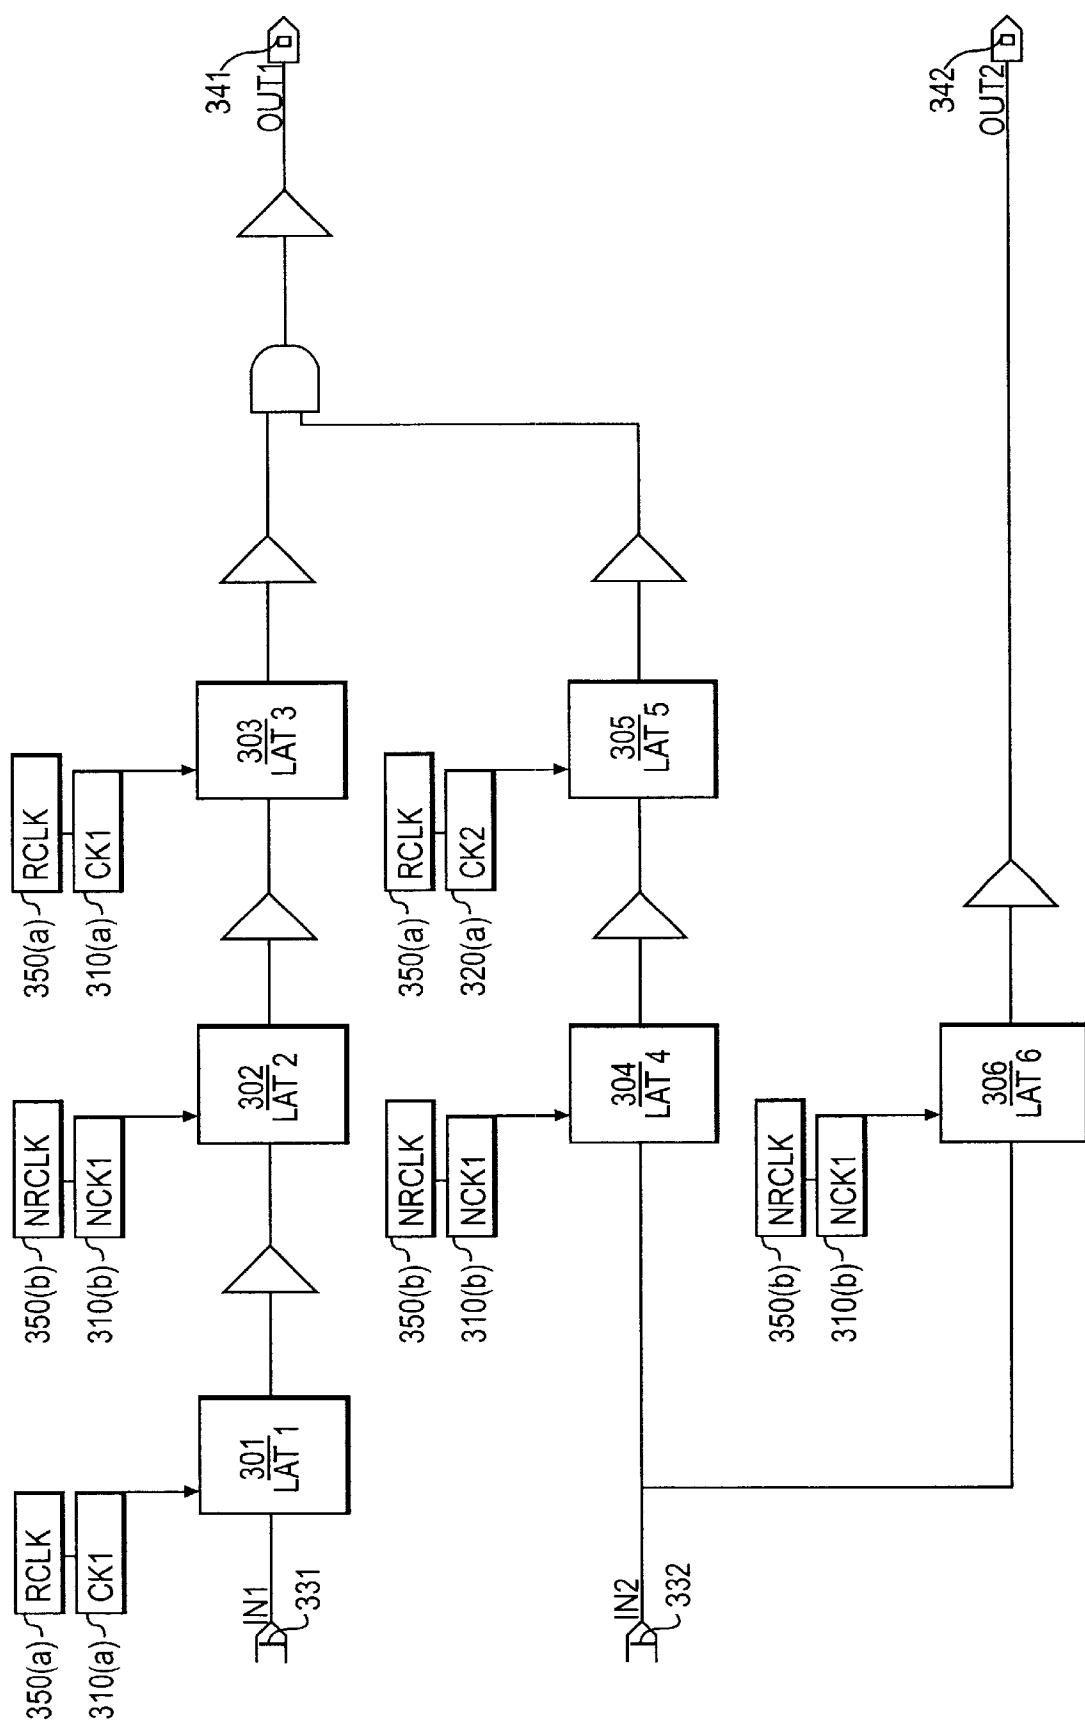 350(a) RCLK
310(a) CK1
350(b) NRCLK
310(b) NCK1
350(a) RCLK
310(a) CK1
IN1
331
301
LAT 1
302
LAT 2
303
LAT 3
341
OUT1
350(b) NRCLK
310(b) NCK1
350(a) RCLK
320(a) CK2
IN2
332
304
LAT 4
305
LAT 5
350(b) NRCLK
310(b) NCK1
306
LAT 6
342
OUT2